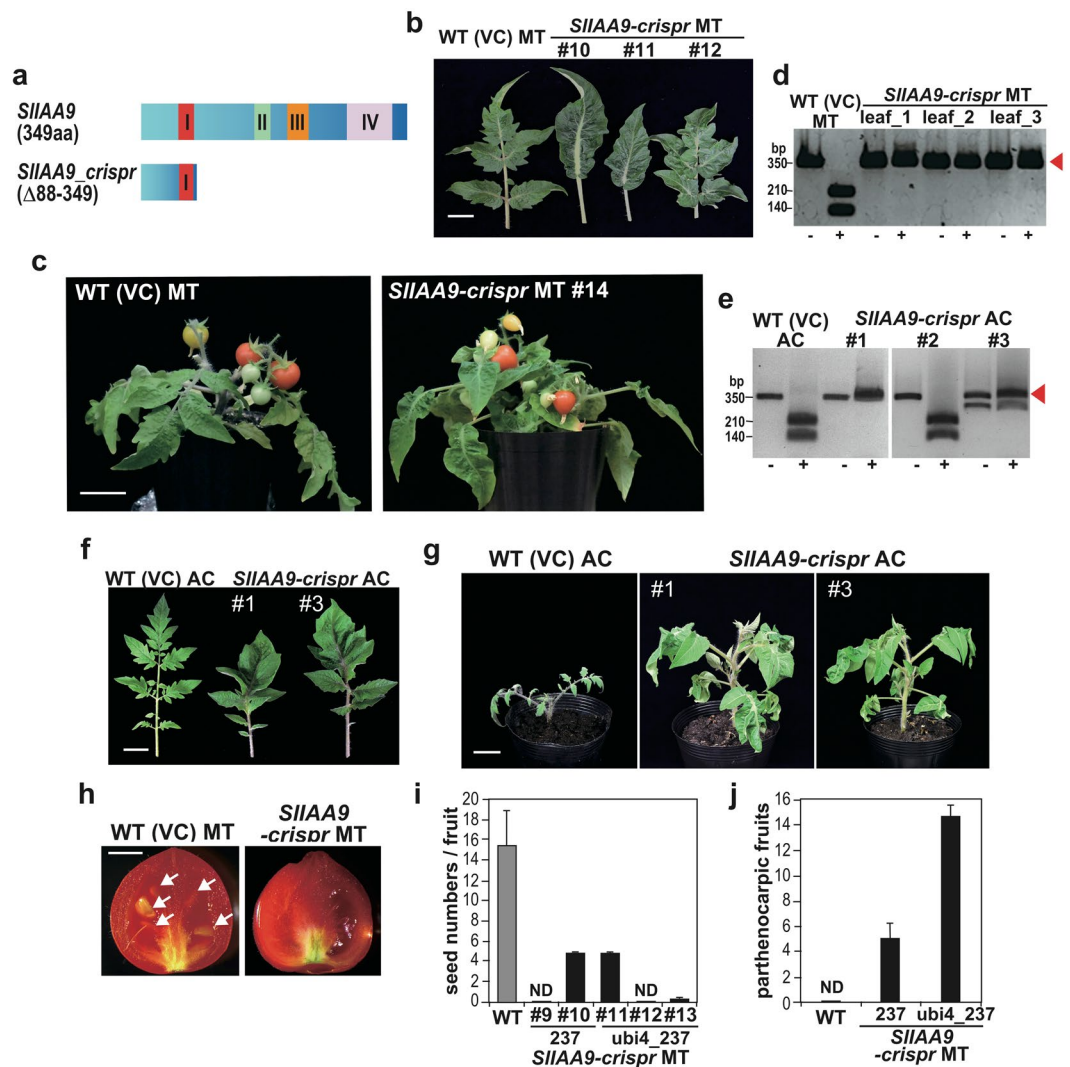 a
SlIAA9
(349aa)
I
II
III
IV
SlIAA9_crispr
(Δ88-349)
I
b
WT (VC) MT
SlIAA9-crispr MT
#10
#11
#12
c
WT (VC) MT
SlIAA9-crispr MT #14
d
WT (VC)
MT
SlIAA9-crispr MT
leaf_1
leaf_2
leaf_3
bp
350
210
140
- + - + - + - +
e
WT (VC)
AC
SlIAA9-crispr AC
#1
#2
#3
bp
350
210
140
- + - + - + - +
f
WT (VC) AC
SlIAA9-crispr AC
#1
#3
g
WT (VC) AC
SlIAA9-crispr AC
#1
#3
h
WT (VC) MT
SlIAA9
-crispr MT
i
seed numbers / fruit
20
18
16
14
12
10
8
6
4
2
0
ND
ND
WT
#9
#10
#11
#12
#13
237
ubi4_237
SlIAA9-crispr MT
j
parthenocarpic fruits
16
14
12
10
8
6
4
2
0
ND
WT
237
ubi4_237
SlIAA9
-crispr MT